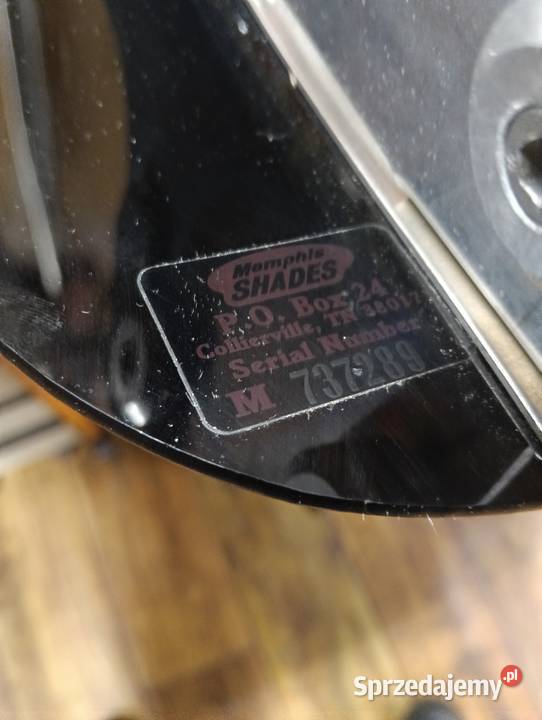 Memphis
SHADES
P.O. Box 24
Collierville, TN 38017
Serial Number
M 737289
Sprzedajemy.pl